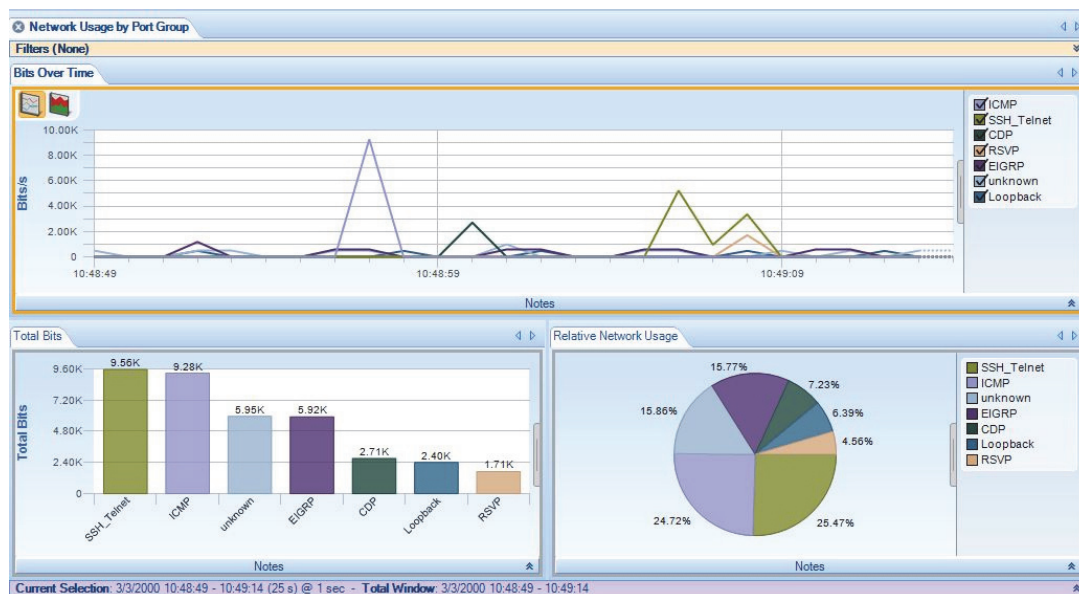 Network Usage by Port Group
Filters (None)
Bits Over Time
Bits/s
10.00K
8.00K
6.00K
4.00K
2.00K
0
10:48:49
10:48:59
10:49:09
ICMP
SSH_Telnet
CDP
RSVP
EIGRP
unknown
Loopback
Notes
Total Bits
Total Bits
9.60K
7.20K
4.80K
2.40K
0
9.56K
9.28K
5.95K
5.92K
2.71K
2.40K
1.71K
SSH_Telnet
ICMP
unknown
EIGRP
CDP
Loopback
RSVP
Notes
Relative Network Usage
15.77%
7.23%
6.39%
4.56%
25.47%
24.72%
15.86%
SSH_Telnet
ICMP
unknown
EIGRP
CDP
Loopback
RSVP
Notes
Current Selection: 3/3/2000 10:48:49 - 10:49:14 (25 s) @ 1 sec - Total Window: 3/3/2000 10:48:49 - 10:49:14